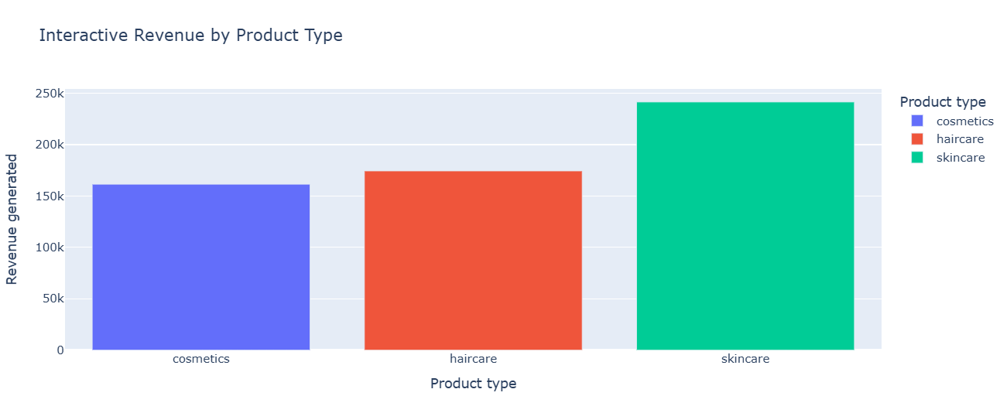 Interactive Revenue by Product Type
250k
200k
150k
100k
50k
0
Revenue generated
cosmetics
haircare
skincare
Product type
Product type
cosmetics
haircare
skincare